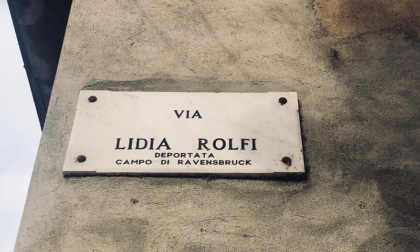 VIA
LIDIA ROLFI
DEPORTATA
CAMPO DI RAVENSBRUCK